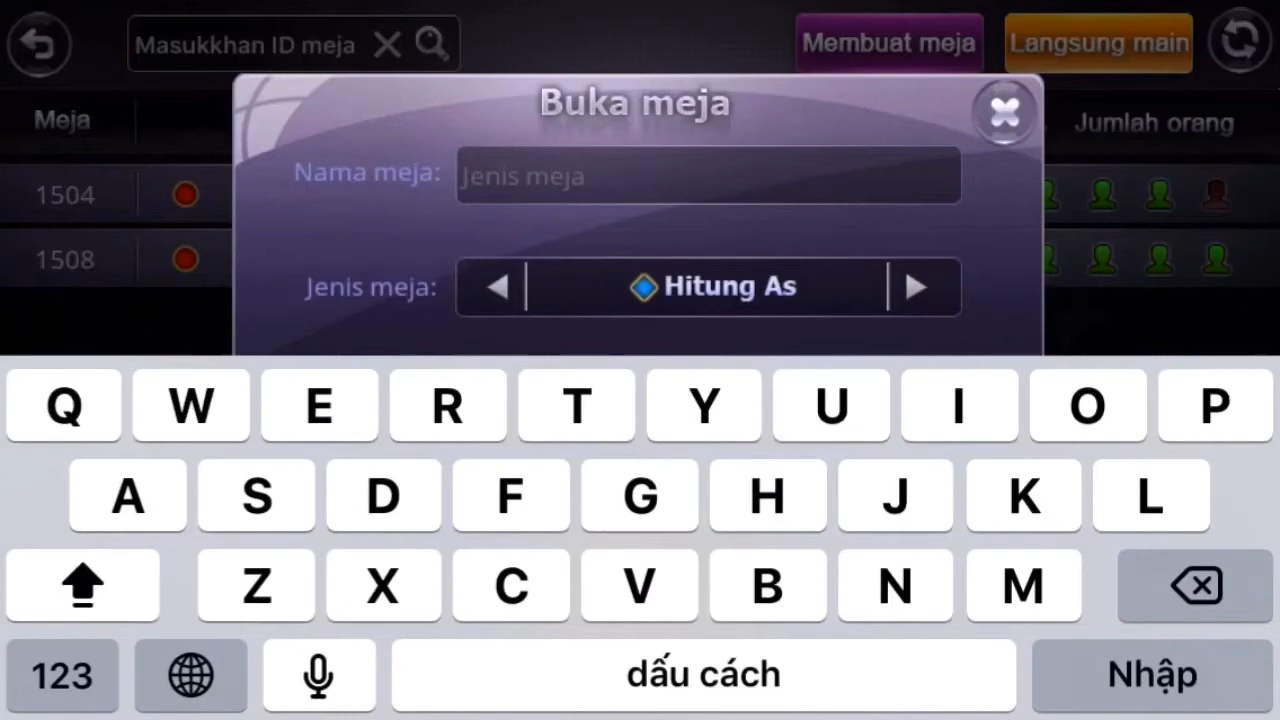 Masukkhan ID meja
Membuat meja
Langsung main
Buka meja
Meja
Jumlah orang
Nama meja:
Jenis meja
1504
1508
Jenis meja:
Hitung As
Q W E R T Y U I O P
A S D F G H J K L
Z X C V B N M
123
dấu cách
Nhập